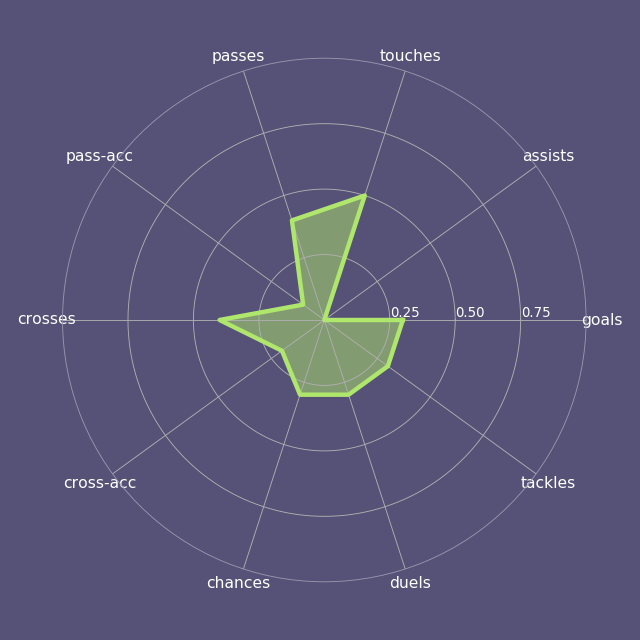 passes
touches
pass-acc
assists
crosses
0.25
0.50
0.75
goals
cross-acc
tackles
chances
duels